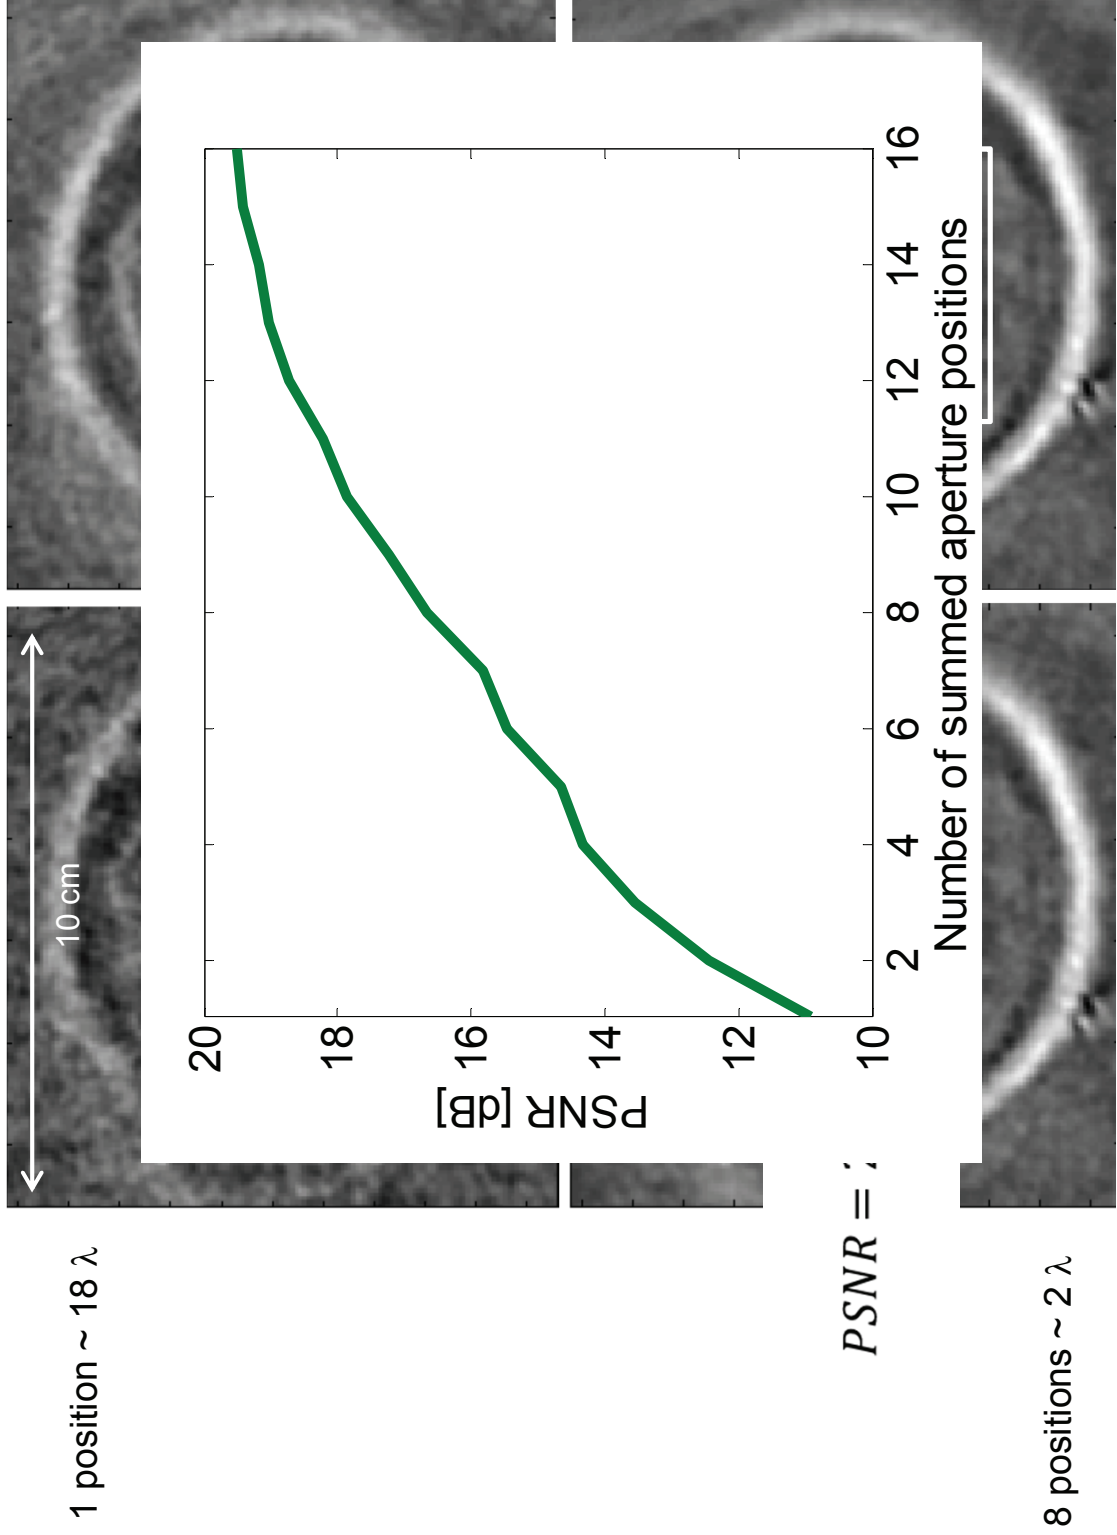 1 position ~ 18 λ
10 cm
PSNR =
8 positions ~ 2 λ
PSNR [dB]
20
18
16
14
12
10
2
4
6
8
10
12
14
16
Number of summed aperture positions